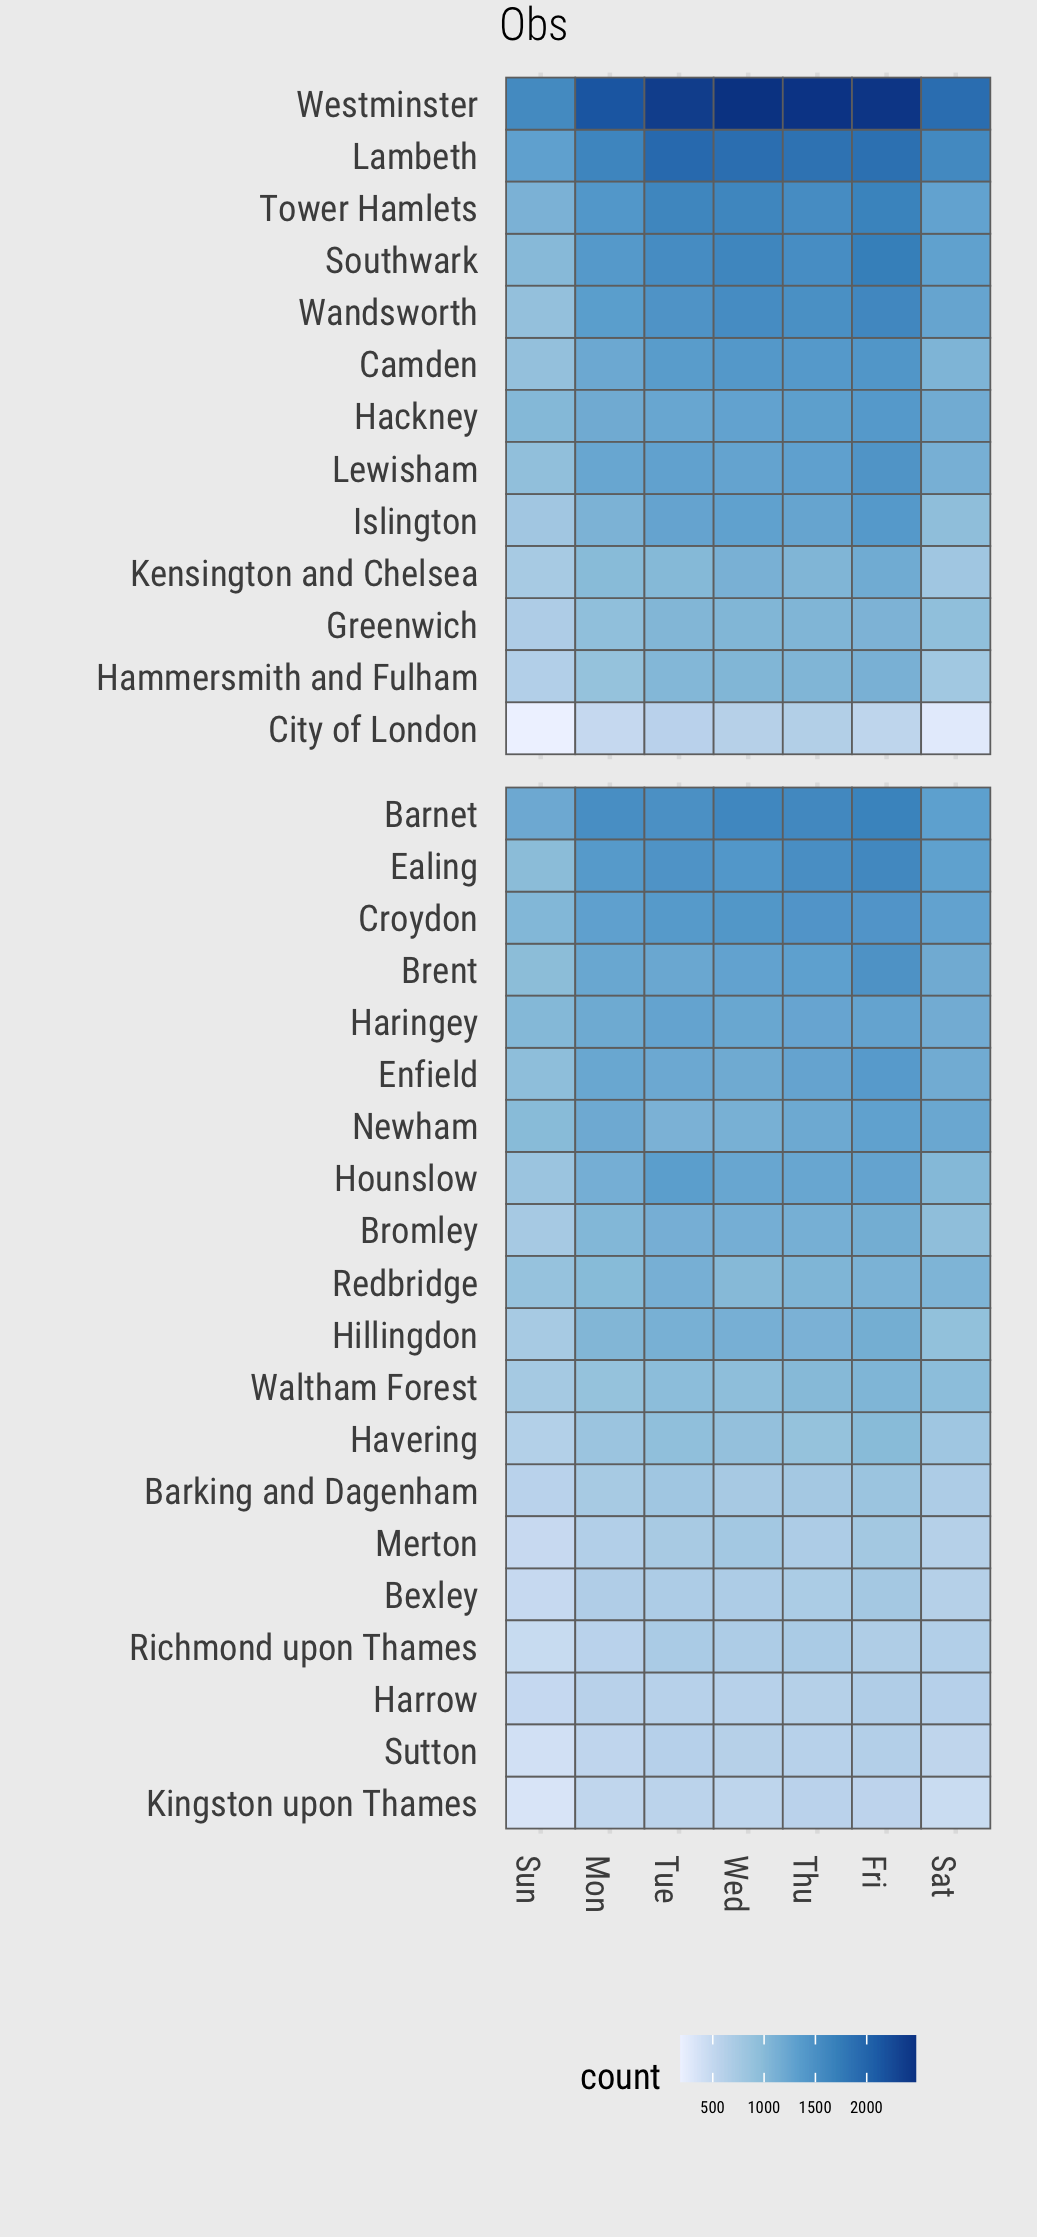 Obs
Westminster
Lambeth
Tower Hamlets
Southwark
Wandsworth
Camden
Hackney
Lewisham
Islington
Kensington and Chelsea
Greenwich
Hammersmith and Fulham
City of London
Barnet
Ealing
Croydon
Brent
Haringey
Enfield
Newham
Hounslow
Bromley
Redbridge
Hillingdon
Waltham Forest
Havering
Barking and Dagenham
Merton
Bexley
Richmond upon Thames
Harrow
Sutton
Kingston upon Thames
Sun Mon Tue Wed Thu Fri Sat
count
500 1000 1500 2000